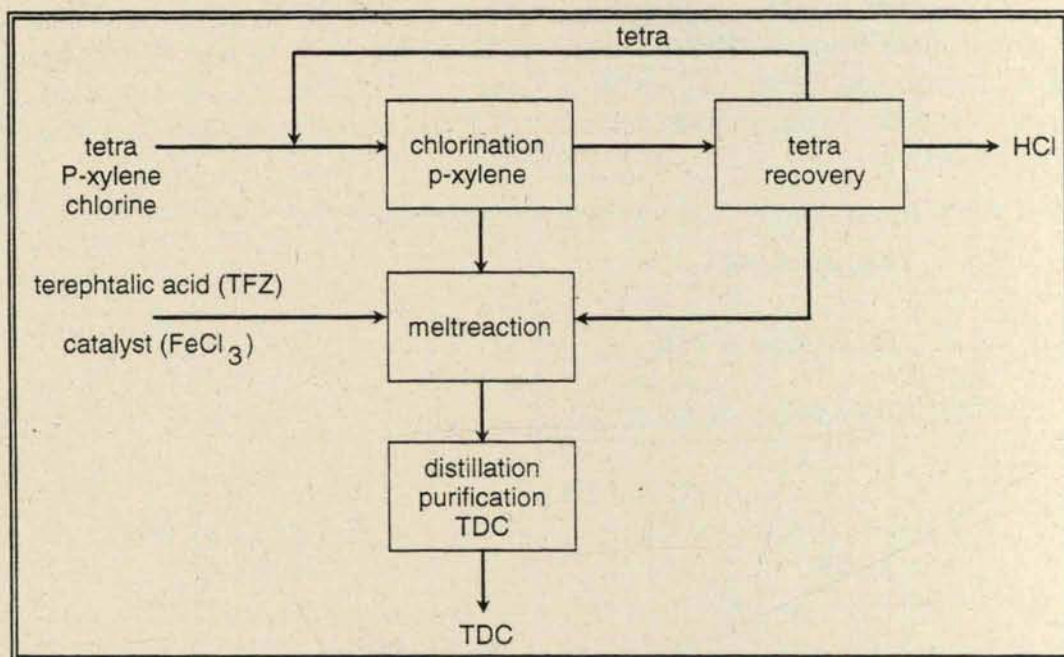 tetra
tetra
P-xylene
chlorine
chlorination
p-xylene
tetra
recovery
HCl
terephtalic acid (TFZ)
catalyst (FeCl3)
meltreaction
distillation
purification
TDC
TDC